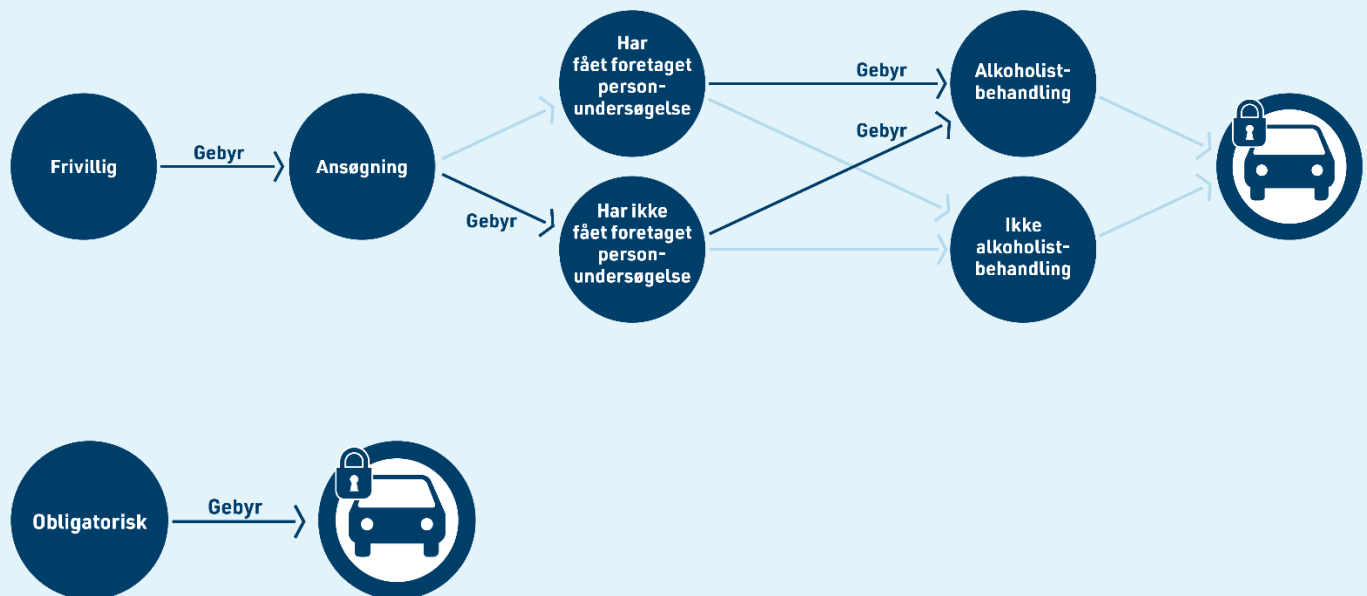 Frivillig
Gebyr
Ansøgning
Gebyr
Har
fået foretaget
person-
undersøgelse
Har ikke
fået foretaget
person-
undersøgelse
Gebyr
Gebyr
Alkoholist-
behandling
Ikke
alkoholist-
behandling
Obligatorisk
Gebyr